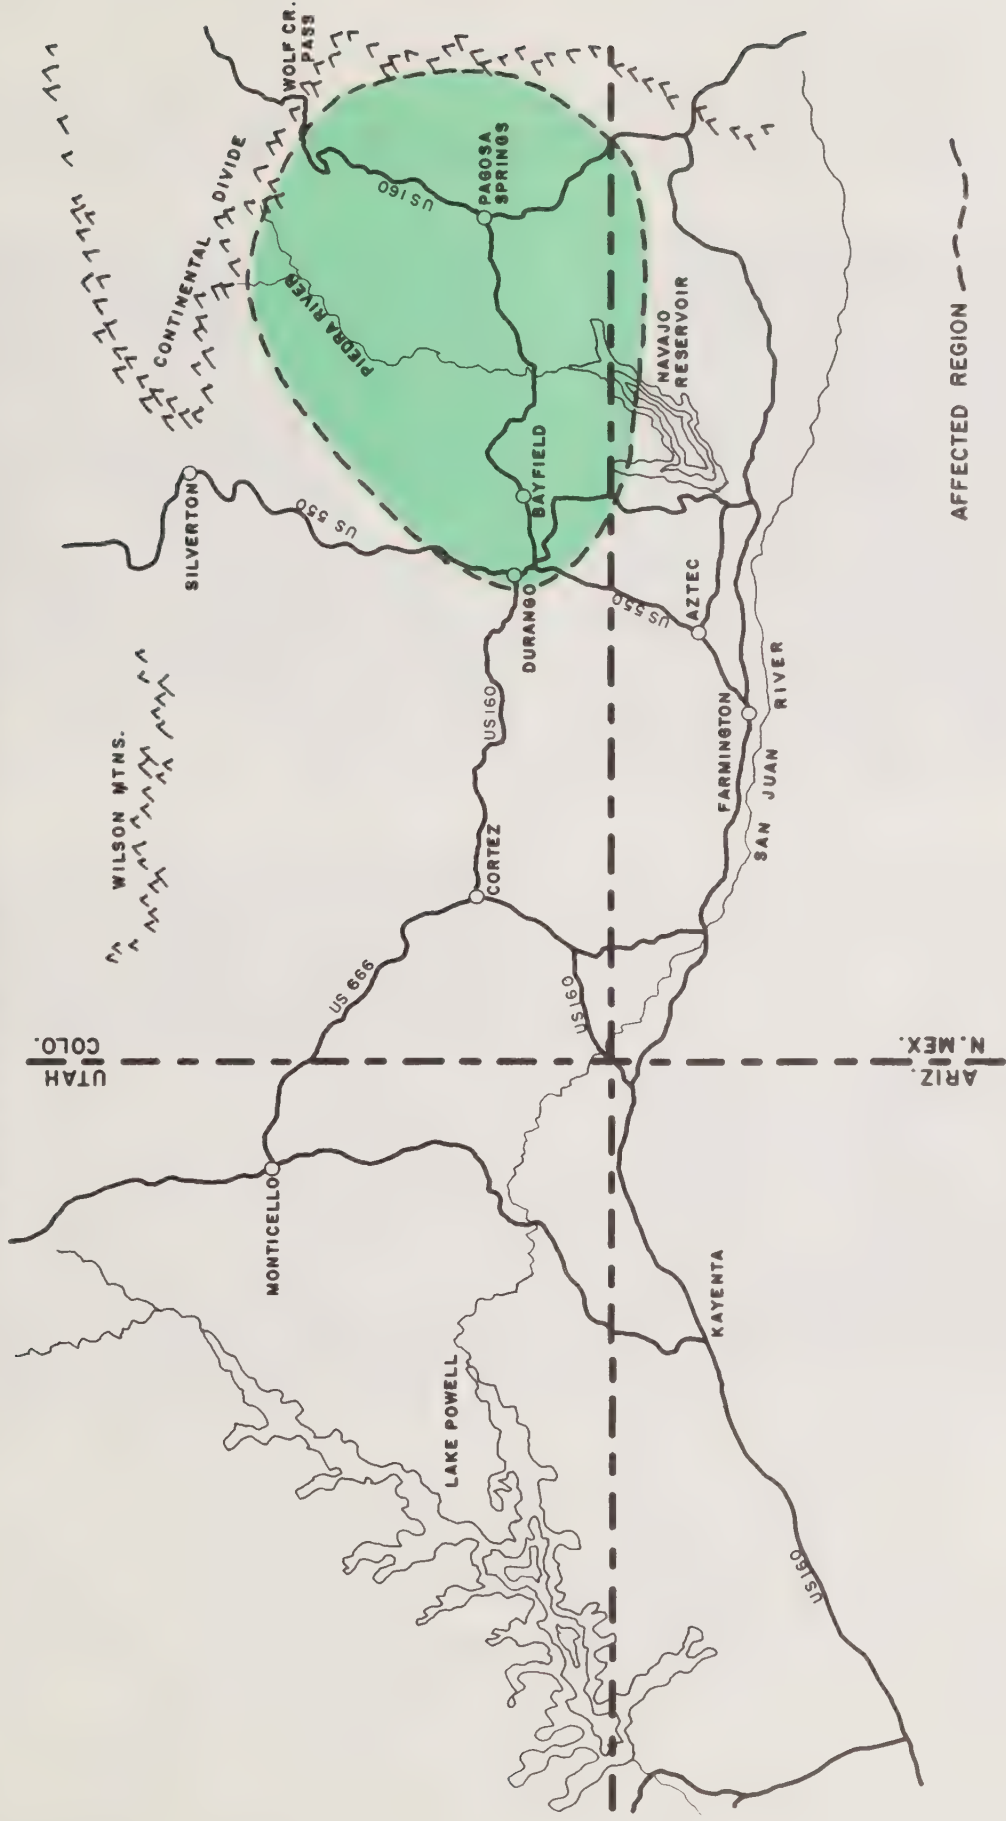 WOLF CR.
PASS
CONTINENTAL DIVIDE
US 160
PAGOSA
SPRINGS
PIEDRA RIVER
NAVAJO
RESERVOIR
SILVERTON
US 550
BAYFIELD
DURANGO
US 550
AZTEC
WILSON MTNS.
US 160
FARMINGTON
SAN JUAN RIVER
CORTEZ
US 666
US 160
UTAH
COLO.
ARIZ.
N. MEX.
MONTICELLO
KAYENTA
LAKE POWELL
US 160
AFFECTED REGION